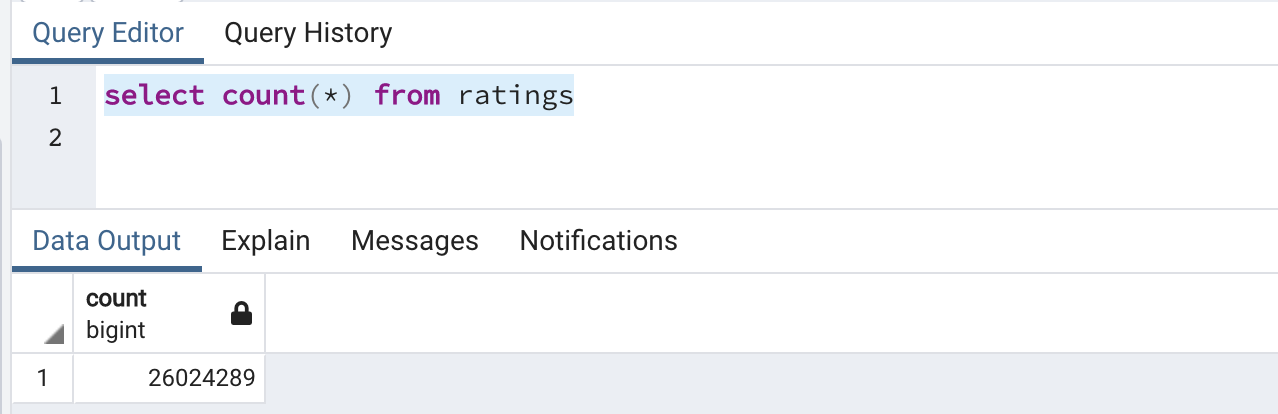 Query Editor Query History
1 select count(*) from ratings
2
Data Output Explain Messages Notifications
count
bigint
1 26024289